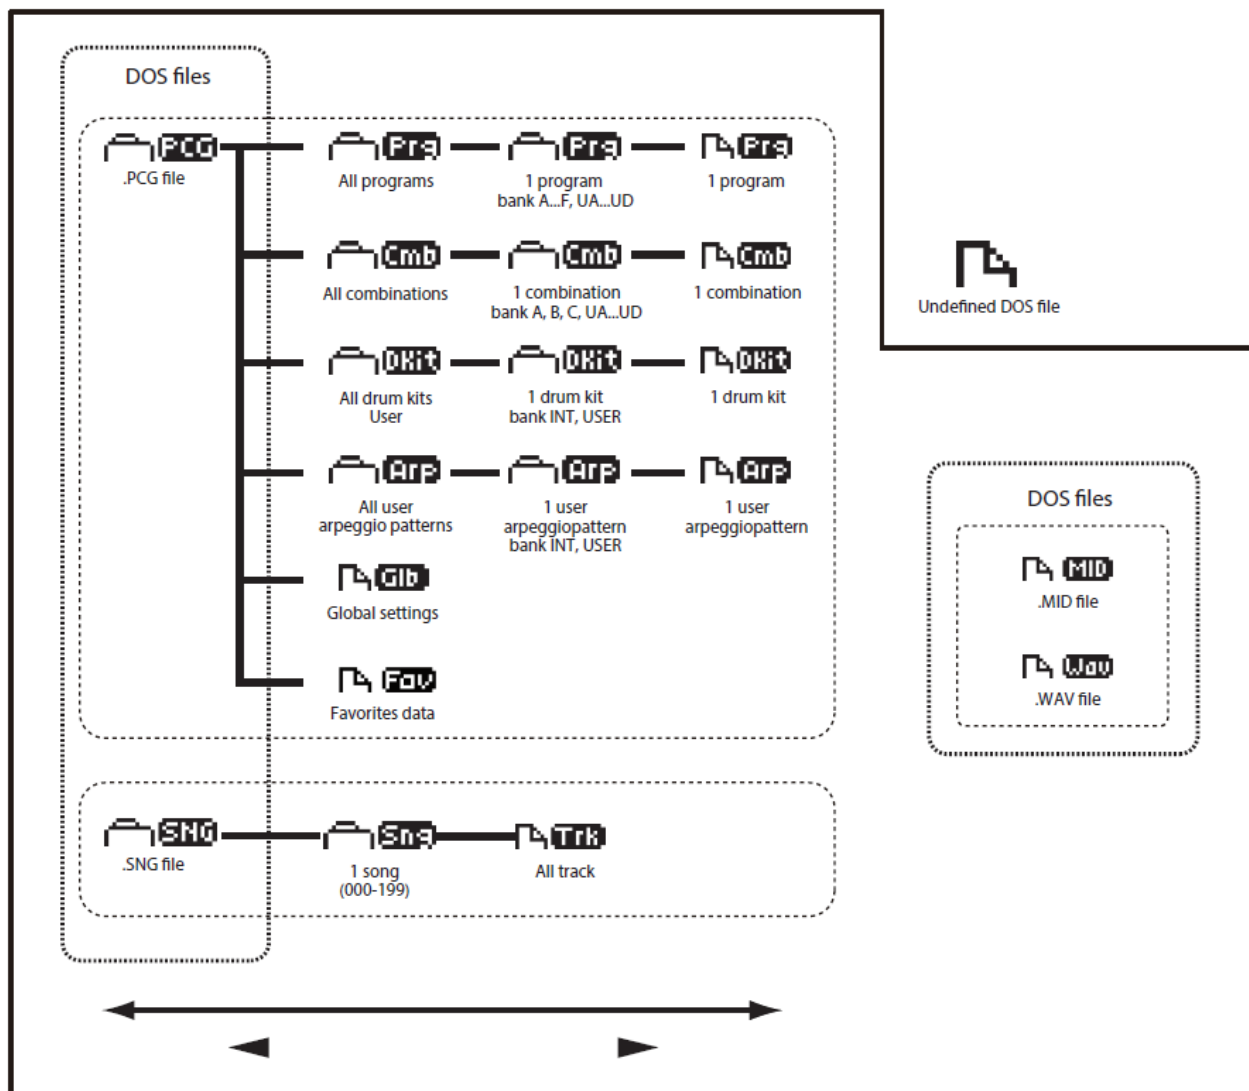 DOS files
PCG
.PCG file
Prg
All programs
Prg
1 program
bank A...F, UA...UD
Prg
1 program
Cmb
All combinations
Cmb
1 combination
bank A, B, C, UA...UD
Cmb
1 combination
DKit
All drum kits
User
DKit
1 drum kit
bank INT, USER
DKit
1 drum kit
Arp
All user
arpeggio patterns
Arp
1 user
arpeggiopattern
bank INT, USER
Arp
1 user
arpeggiopattern
Glb
Global settings
Fav
Favorites data
SNG
.SNG file
Sng
1 song
(000-199)
Trk
All track
Undefined DOS file
DOS files
MID
.MID file
Wav
.WAV file